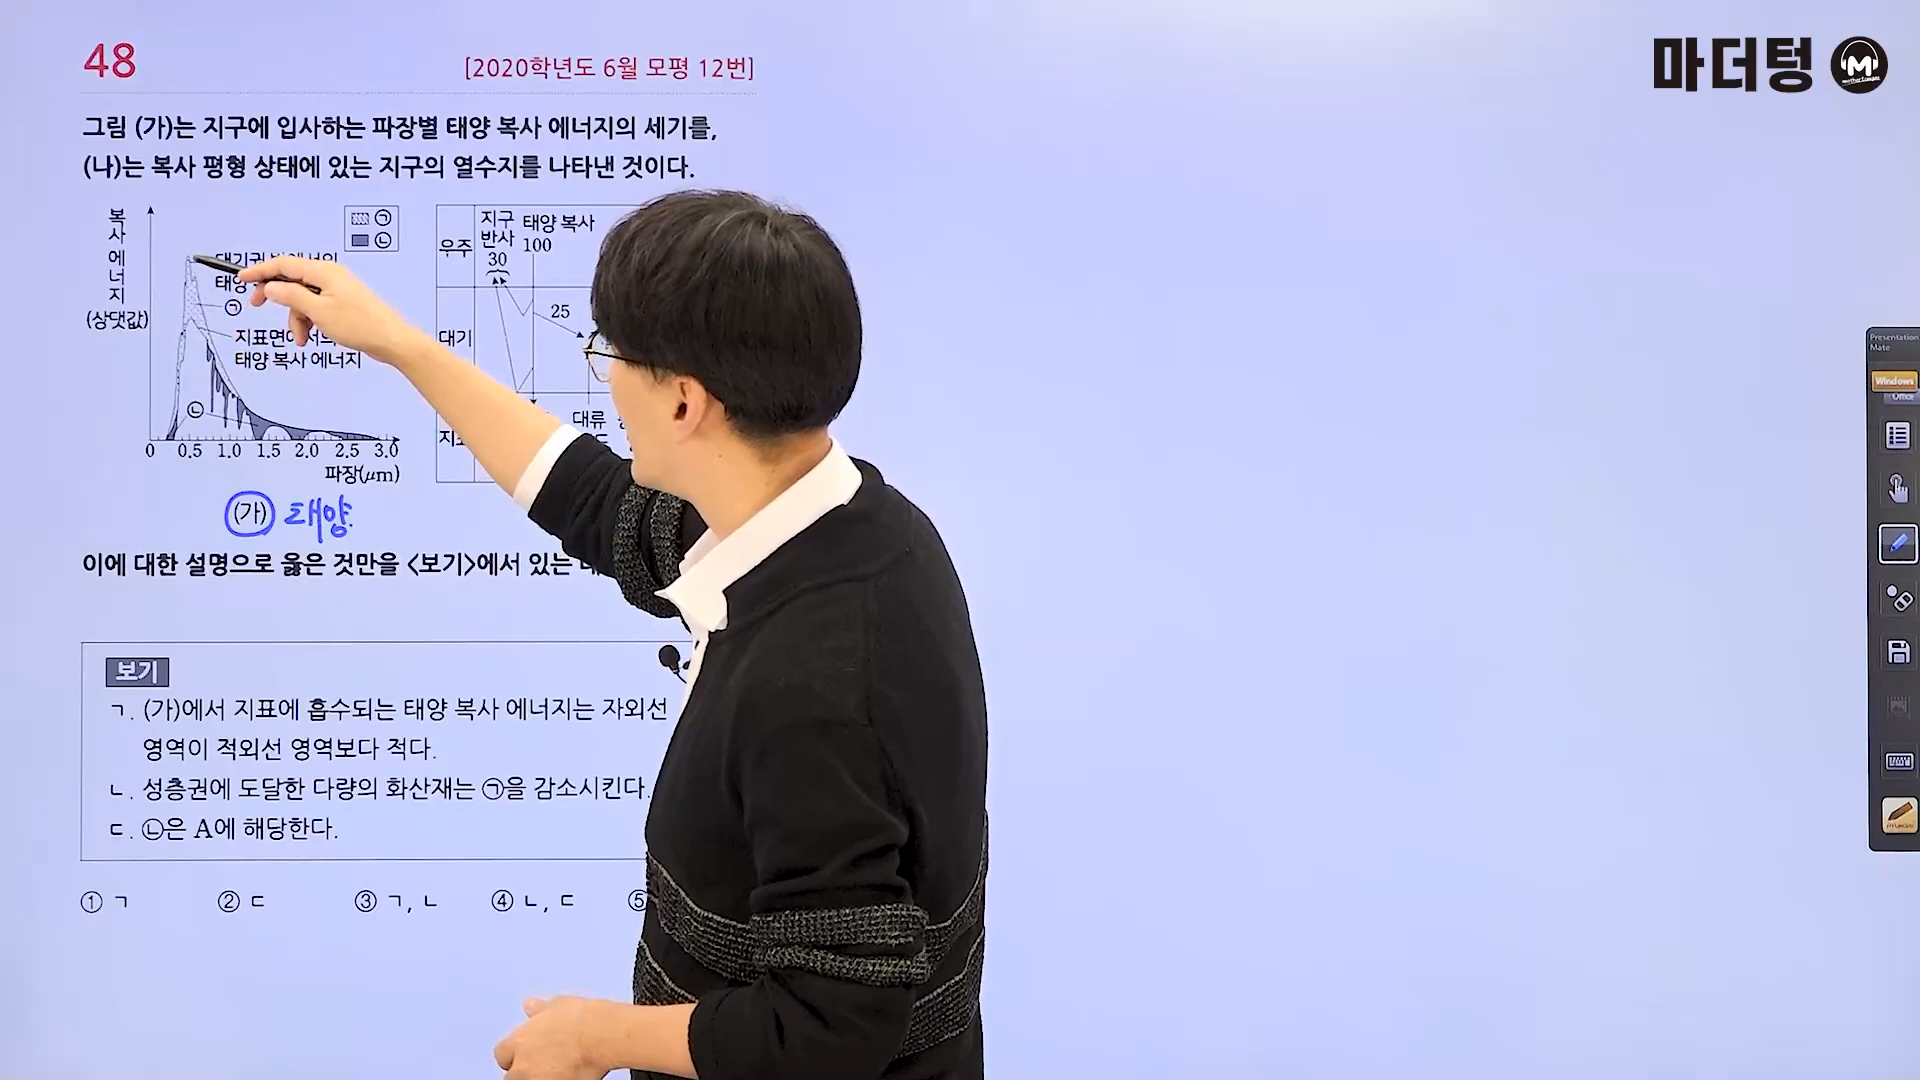 48
[2020학년도 6월 모평 12번]
마더텅
M
그림 (가)는 지구에 입사하는 파장별 태양 복사 에너지의 세기를,
(나)는 복사 평형 상태에 있는 지구의 열수지를 나타낸 것이다.
복사 에너지
(상댓값)
㉠
㉡
태양
㉠
지표면에서의
태양 복사 에너지
㉡
0 0.5 1.0 1.5 2.0 2.5 3.0
파장(μm)
(가) 태양
우주
지구 반사 30
태양 복사 100
대기
25
대류
이에 대한 설명으로 옳은 것만을 <보기>에서 있는
보기
ㄱ. (가)에서 지표에 흡수되는 태양 복사 에너지는 자외선
영역이 적외선 영역보다 적다.
ㄴ. 성층권에 도달한 다량의 화산재는 ㉠을 감소시킨다.
ㄷ. ㉡은 A에 해당한다.
① ㄱ ② ㄷ ③ ㄱ, ㄴ ④ ㄴ, ㄷ ⑤
Presentation
Mate
Windows